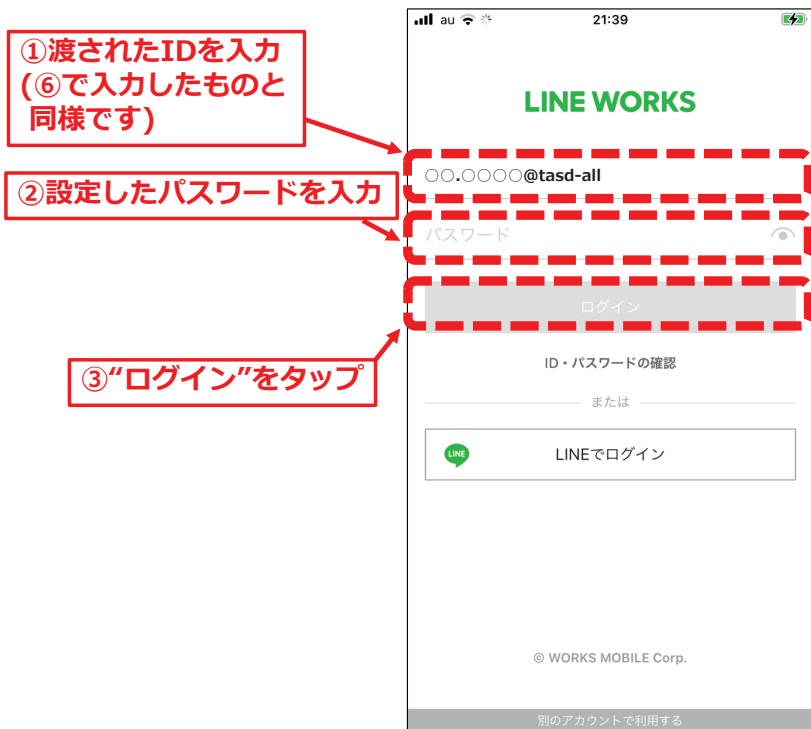 au 21:39
①渡されたIDを入力
(⑥で入力したものと
同様です)
LINE WORKS
○○.○○○○@tasd-all
②設定したパスワードを入力
パスワード
ログイン
ID・パスワードの確認
③“ログイン”をタップ
または
LINE
LINEでログイン
© WORKS MOBILE Corp.
別のアカウントで利用する